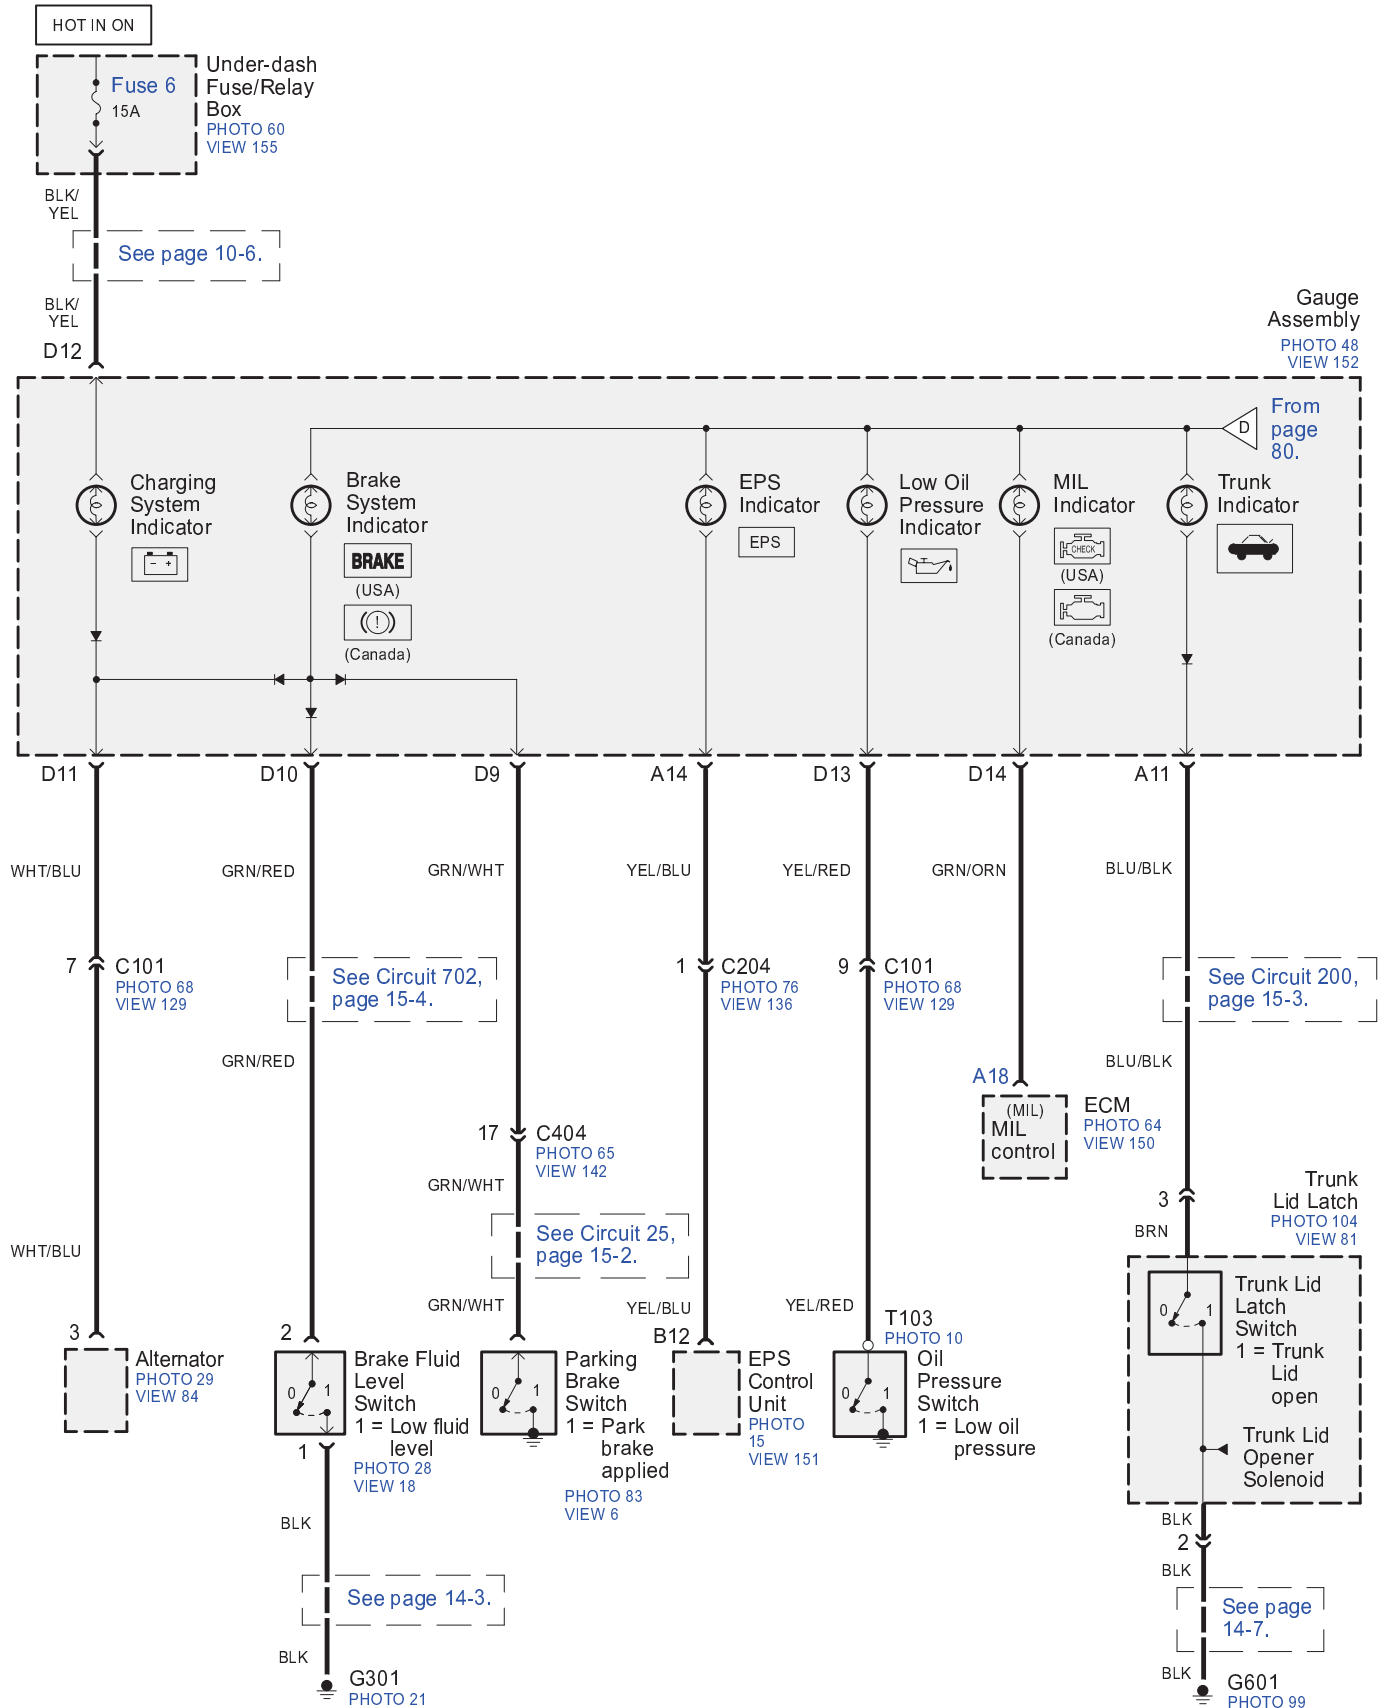 HOT IN ON
Fuse 6
15A
Under-dash
Fuse/Relay
Box
PHOTO 60
VIEW 155
BLK/
YEL
See page 10-6.
BLK/
YEL
D12
Gauge
Assembly
PHOTO 48
VIEW 152
From
page
80.
D
Charging
System
Indicator
- +
Brake
System
Indicator
BRAKE
(USA)
(!)
(Canada)
EPS
Indicator
EPS
Low Oil
Pressure
Indicator
MIL
Indicator
CHECK
(USA)
(Canada)
Trunk
Indicator
D11
D10
D9
A14
D13
D14
A11
WHT/BLU
GRN/RED
GRN/WHT
YEL/BLU
YEL/RED
GRN/ORN
BLU/BLK
7
C101
PHOTO 68
VIEW 129
See Circuit 702,
page 15-4.
1
C204
PHOTO 76
VIEW 136
9
C101
PHOTO 68
VIEW 129
See Circuit 200,
page 15-3.
GRN/RED
BLU/BLK
A18
(MIL)
MIL
control
ECM
PHOTO 64
VIEW 150
17
C404
PHOTO 65
VIEW 142
GRN/WHT
See Circuit 25,
page 15-2.
GRN/WHT
WHT/BLU
YEL/BLU
YEL/RED
3
BRN
Trunk
Lid Latch
PHOTO 104
VIEW 81
0
1
Trunk Lid
Latch
Switch
1 = Trunk
Lid
open
Trunk Lid
Opener
Solenoid
3
Alternator
PHOTO 29
VIEW 84
2
0
1
Brake Fluid
Level
Switch
1 = Low fluid
level
PHOTO 28
VIEW 18
1
0
1
Parking
Brake
Switch
1 = Park
brake
applied
PHOTO 83
VIEW 6
B12
EPS
Control
Unit
PHOTO
15
VIEW 151
T103
PHOTO 10
0
1
Oil
Pressure
Switch
1 = Low oil
pressure
BLK
See page 14-3.
BLK
G301
PHOTO 21
BLK
2
BLK
See page
14-7.
BLK
G601
PHOTO 99